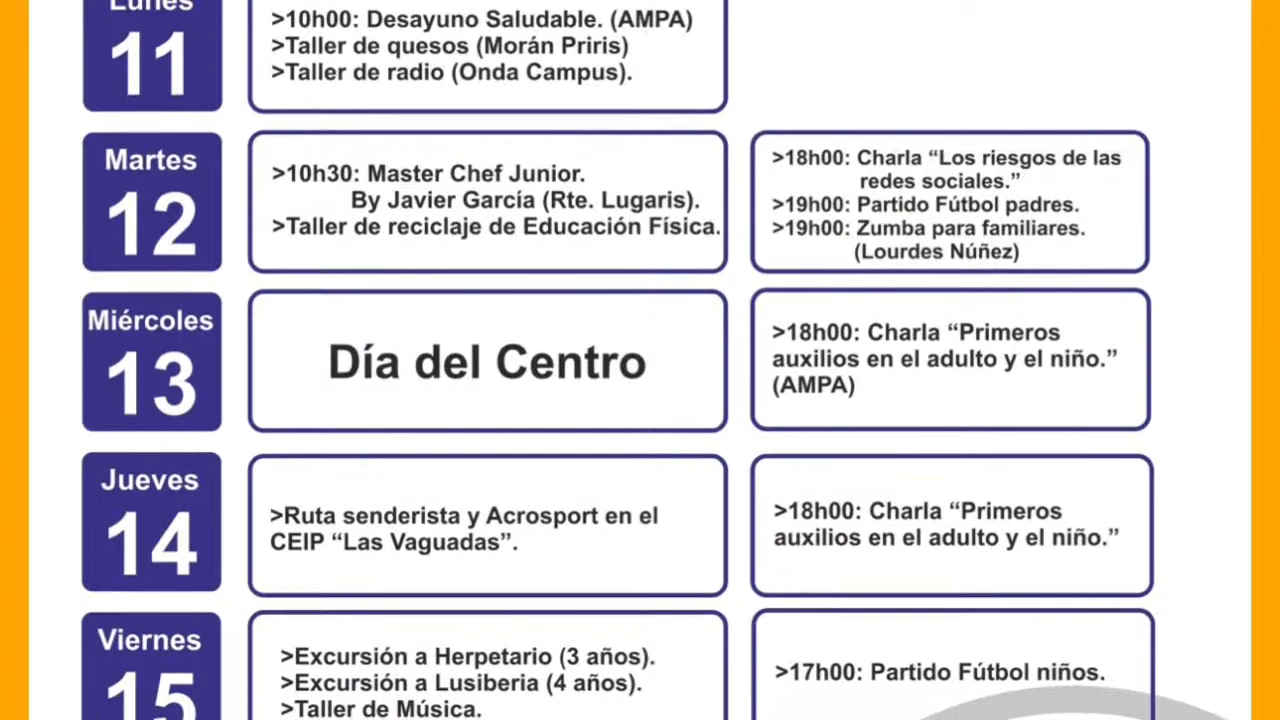 Lunes
11
>10h00: Desayuno Saludable. (AMPA)
>Taller de quesos (Morán Priris)
>Taller de radio (Onda Campus).
Martes
12
>10h30: Master Chef Junior.
By Javier García (Rte. Lugaris).
>Taller de reciclaje de Educación Física.
>18h00: Charla “Los riesgos de las
redes sociales.”
>19h00: Partido Fútbol padres.
>19h00: Zumba para familiares.
(Lourdes Núñez)
Miércoles
13
Día del Centro
>18h00: Charla “Primeros
auxilios en el adulto y el niño.”
(AMPA)
Jueves
14
>Ruta senderista y Acrosport en el
CEIP “Las Vaguadas”.
>18h00: Charla “Primeros
auxilios en el adulto y el niño.”
Viernes
15
>Excursión a Herpetario (3 años).
>Excursión a Lusiberia (4 años).
>Taller de Música.
>17h00: Partido Fútbol niños.